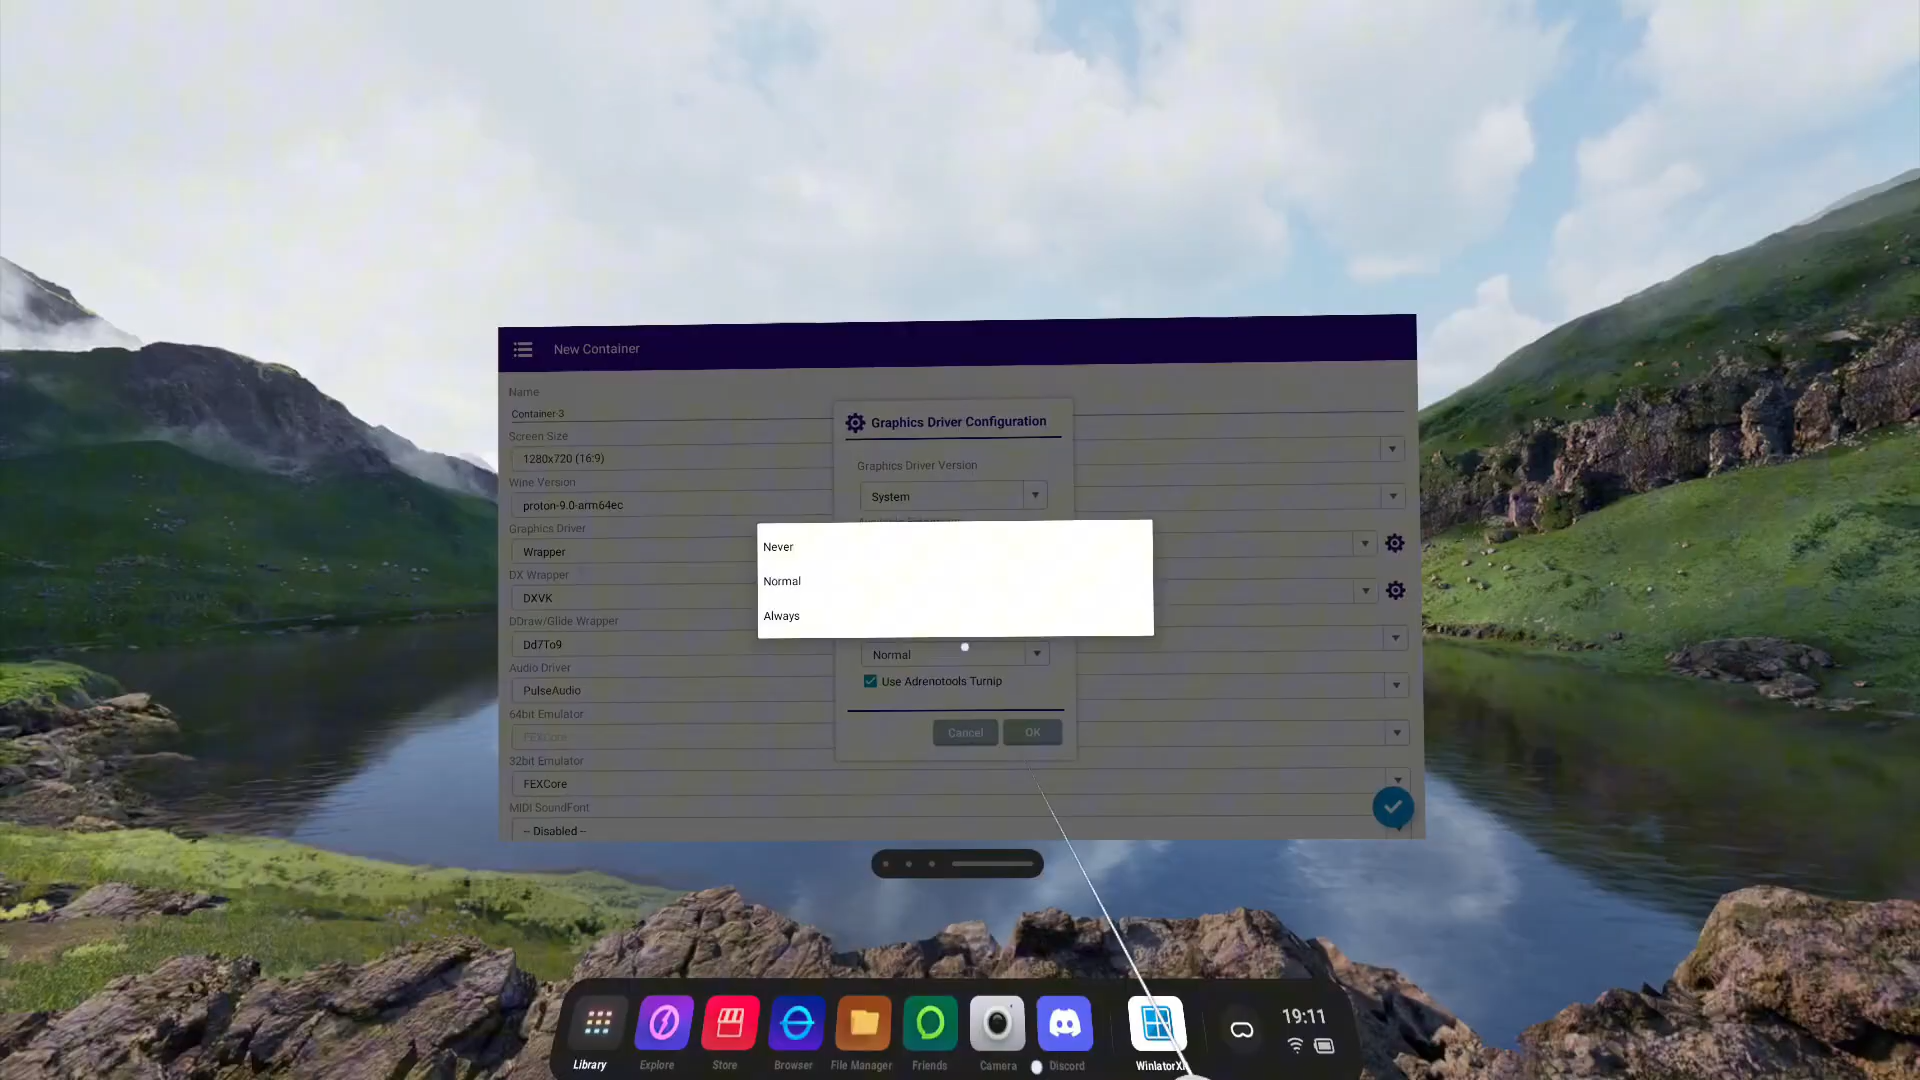 New Container
Name
Container-3
Screen Size
1280x720 (16:9)
Wine Version
proton-9.0-arm64ec
Graphics Driver
Wrapper
DX Wrapper
DXVK
DDraw/Glide Wrapper
Dd7To9
Audio Driver
PulseAudio
64bit Emulator
FEXCore
32bit Emulator
FEXCore
MIDI SoundFont
-- Disabled --
Graphics Driver Configuration
Graphics Driver Version
System
Never
Normal
Always
Normal
Use Adrenotools Turnip
Cancel
OK
19:11
Library
Explore
Store
Browser
File Manager
Friends
Camera
Discord